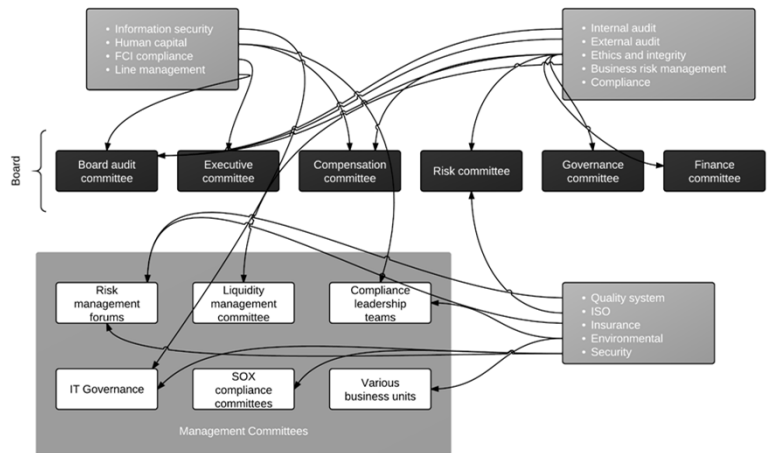 Information security
Human capital
FCI compliance
Line management
Internal audit
External audit
Ethics and integrity
Business risk management
Compliance
Board
Board audit
committee
Executive
committee
Compensation
committee
Risk committee
Governance
committee
Finance
committee
Risk
management
forums
Liquidity
management
committee
Compliance
leadership
teams
Quality system
ISO
Insurance
Environmental
Security
IT Governance
SOX
compliance
committees
Various
business units
Management Committees